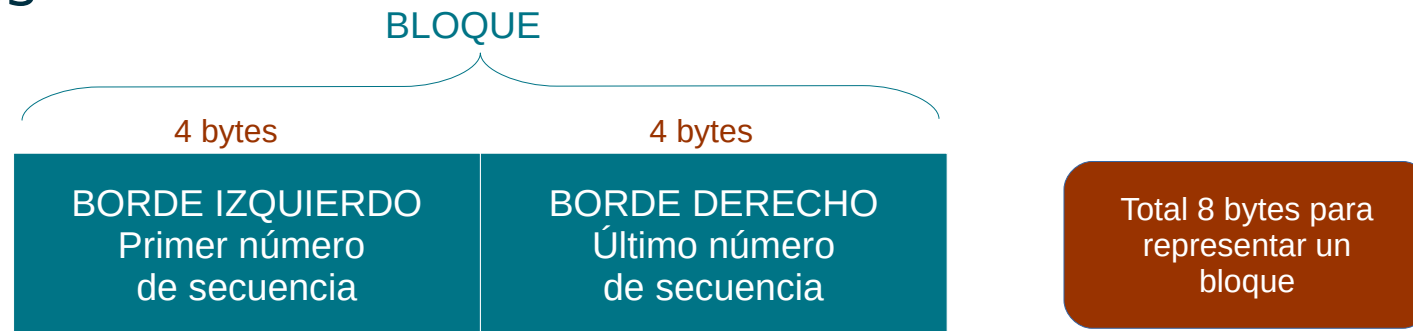 BLOQUE
4 bytes
4 bytes
BORDE IZQUIERDO
Primer número
de secuencia
BORDE DERECHO
Último número
de secuencia
Total 8 bytes para
representar un
bloque